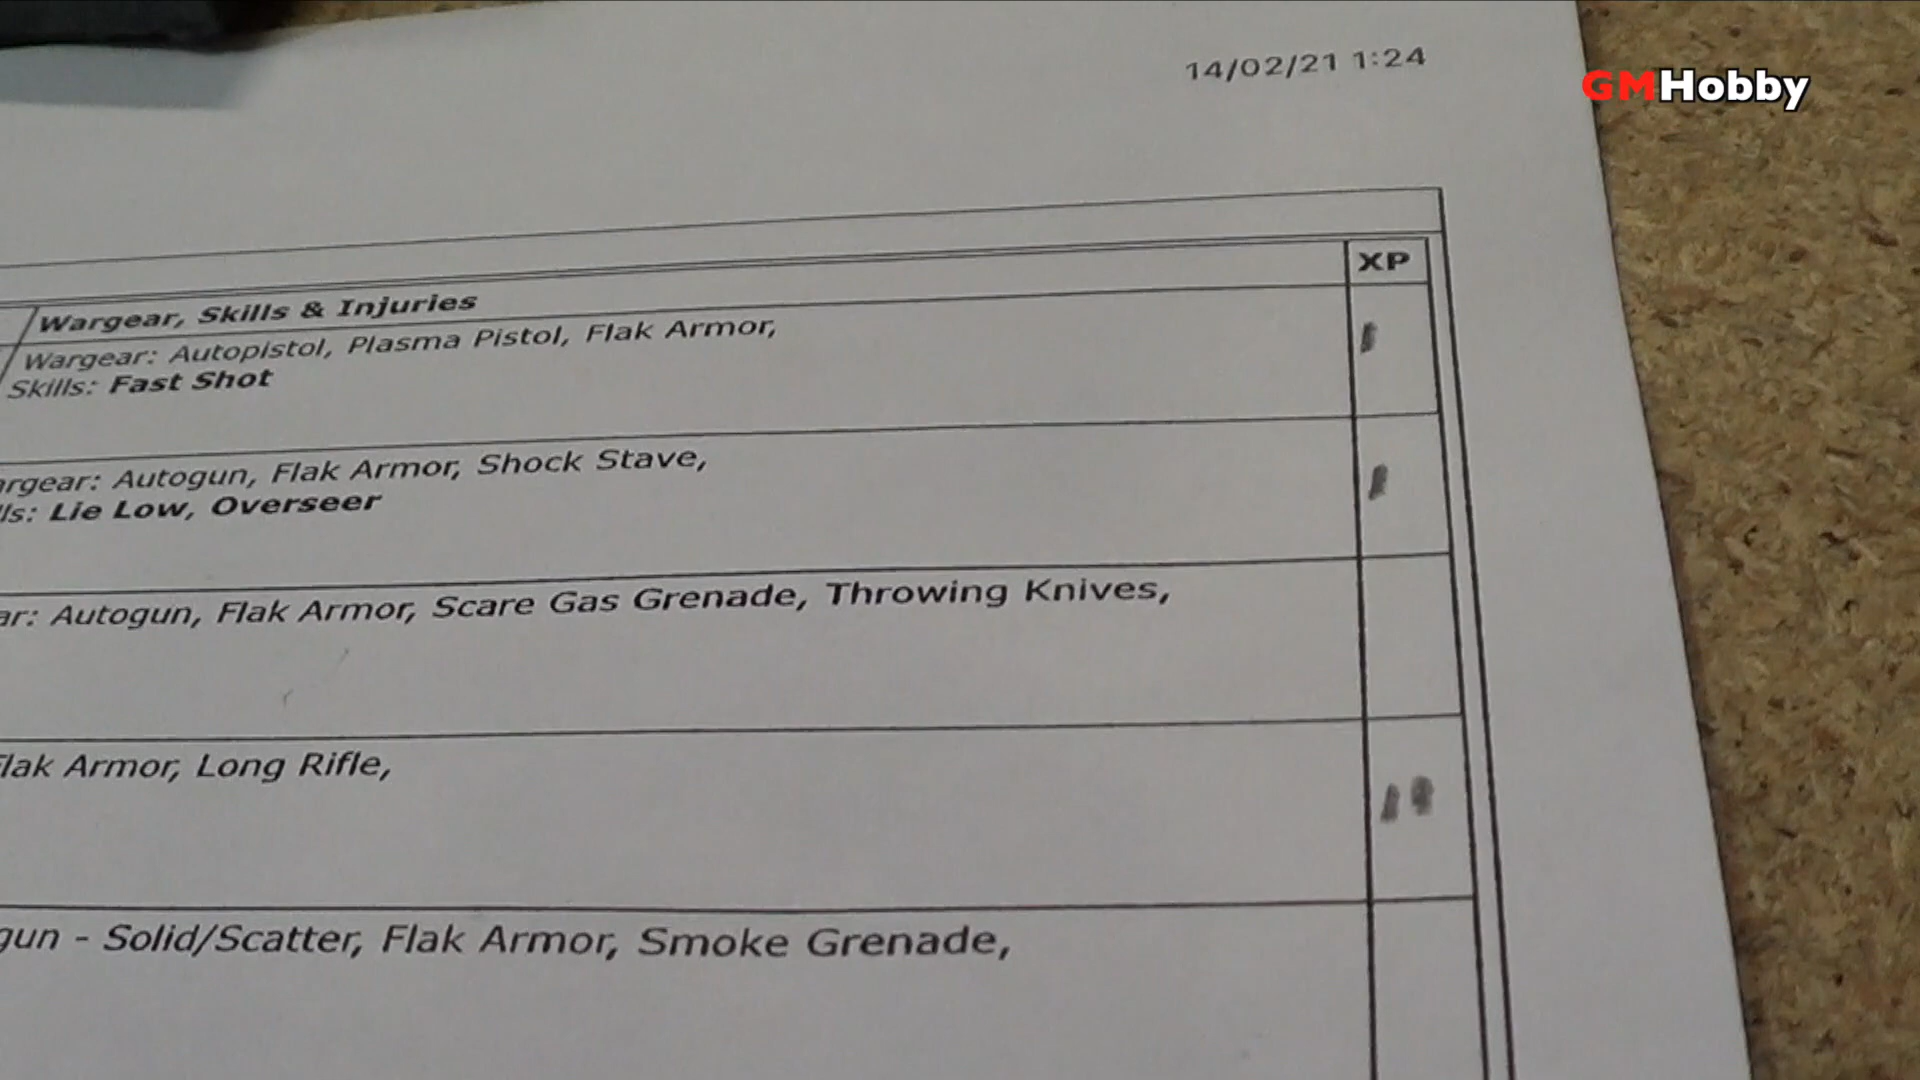 14/02/21 1:24
GMHobby
XP
Wargear, Skills & Injuries
Wargear: Autopistol, Plasma Pistol, Flak Armor,
Skills: Fast Shot
argear: Autogun, Flak Armor, Shock Stave,
lls: Lie Low, Overseer
ar: Autogun, Flak Armor, Scare Gas Grenade, Throwing Knives,
Flak Armor, Long Rifle,
gun - Solid/Scatter, Flak Armor, Smoke Grenade,